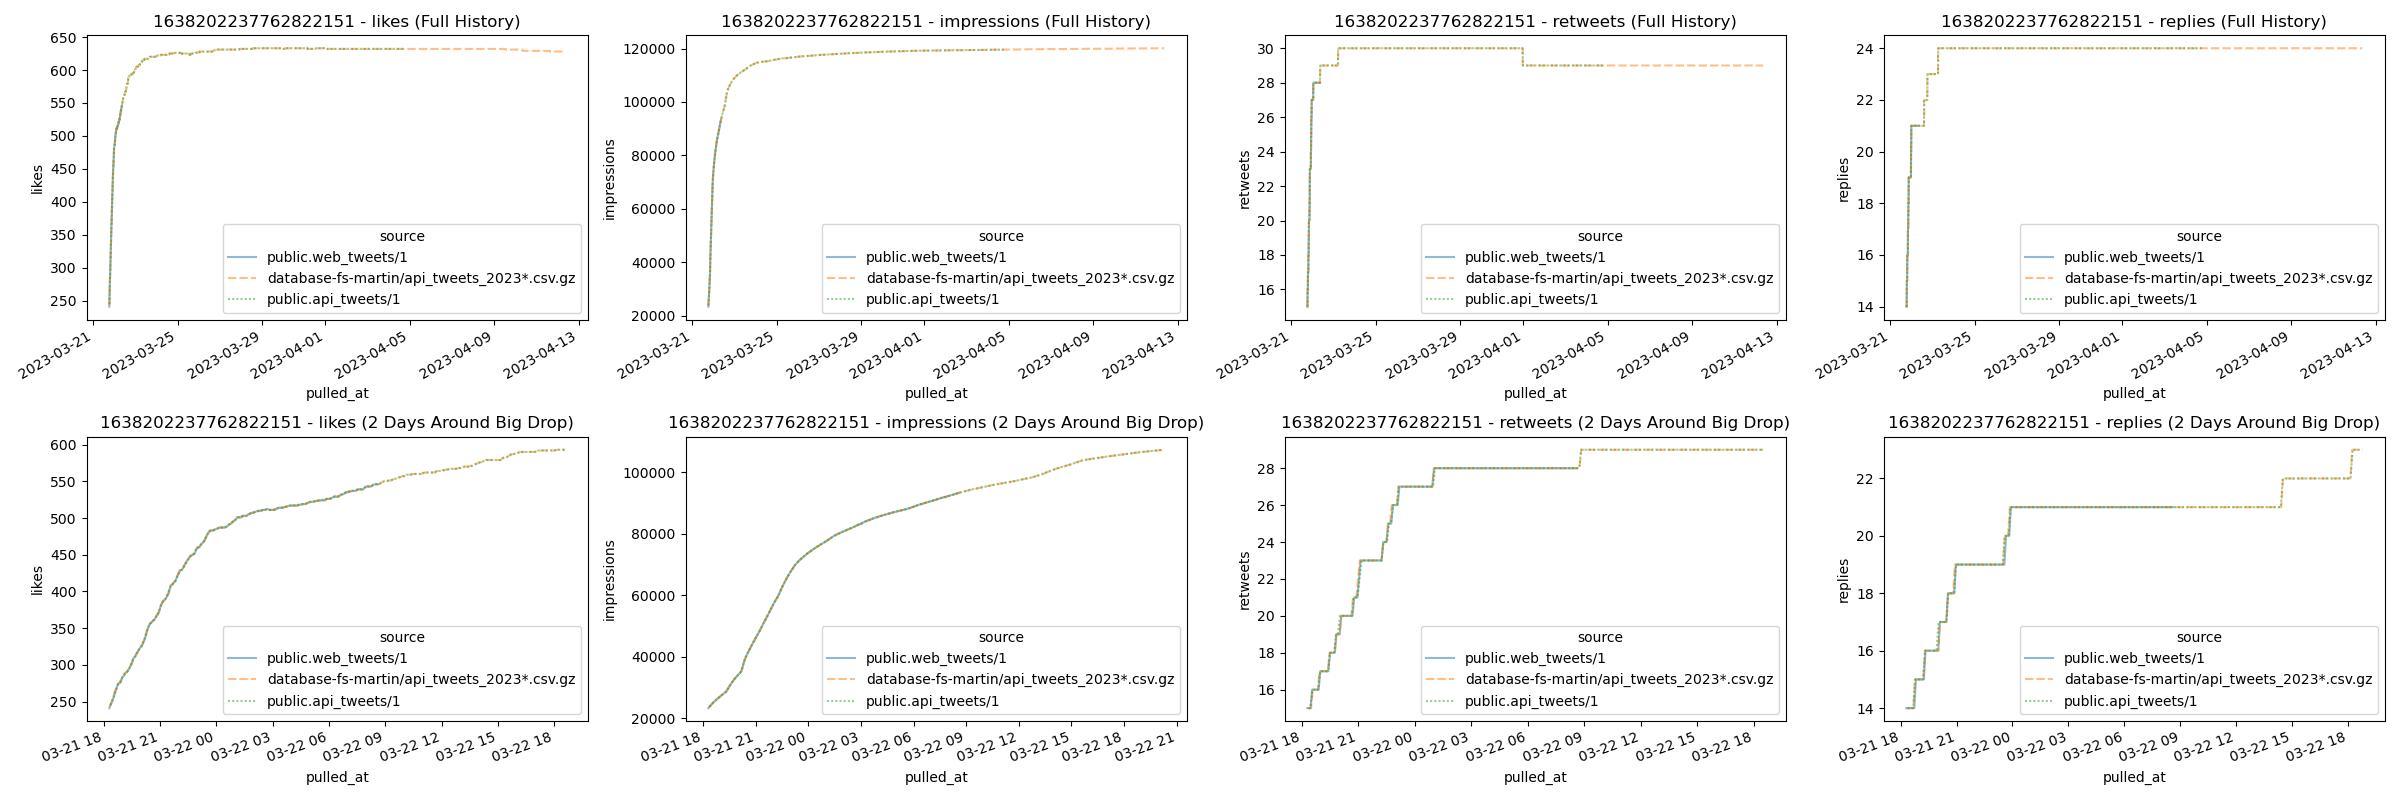 1638202237762822151 - likes (Full History)
650
600
550
500
450
400
350
300
250
likes
2023-03-21
2023-03-25
2023-03-29
2023-04-01
2023-04-05
2023-04-09
2023-04-13
pulled_at
source
public.web_tweets/1
database-fs-martin/api_tweets_2023*.csv.gz
public.api_tweets/1
1638202237762822151 - impressions (Full History)
120000
100000
80000
60000
40000
20000
impressions
2023-03-21
2023-03-25
2023-03-29
2023-04-01
2023-04-05
2023-04-09
2023-04-13
pulled_at
source
public.web_tweets/1
database-fs-martin/api_tweets_2023*.csv.gz
public.api_tweets/1
1638202237762822151 - retweets (Full History)
30
28
26
24
22
20
18
16
retweets
2023-03-21
2023-03-25
2023-03-29
2023-04-01
2023-04-05
2023-04-09
2023-04-13
pulled_at
source
public.web_tweets/1
database-fs-martin/api_tweets_2023*.csv.gz
public.api_tweets/1
1638202237762822151 - replies (Full History)
24
22
20
18
16
14
replies
2023-03-21
2023-03-25
2023-03-29
2023-04-01
2023-04-05
2023-04-09
2023-04-13
pulled_at
source
public.web_tweets/1
database-fs-martin/api_tweets_2023*.csv.gz
public.api_tweets/1
1638202237762822151 - likes (2 Days Around Big Drop)
600
550
500
450
400
350
300
250
likes
03-21 18
03-21 21
03-22 00
03-22 03
03-22 06
03-22 09
03-22 12
03-22 15
03-22 18
pulled_at
source
public.web_tweets/1
database-fs-martin/api_tweets_2023*.csv.gz
public.api_tweets/1
1638202237762822151 - impressions (2 Days Around Big Drop)
100000
80000
60000
40000
20000
impressions
03-21 18
03-21 21
03-22 00
03-22 03
03-22 06
03-22 09
03-22 12
03-22 15
03-22 18
03-22 21
pulled_at
source
public.web_tweets/1
database-fs-martin/api_tweets_2023*.csv.gz
public.api_tweets/1
1638202237762822151 - retweets (2 Days Around Big Drop)
28
26
24
22
20
18
16
retweets
03-21 18
03-21 21
03-22 00
03-22 03
03-22 06
03-22 09
03-22 12
03-22 15
03-22 18
pulled_at
source
public.web_tweets/1
database-fs-martin/api_tweets_2023*.csv.gz
public.api_tweets/1
1638202237762822151 - replies (2 Days Around Big Drop)
22
20
18
16
14
replies
03-21 18
03-21 21
03-22 00
03-22 03
03-22 06
03-22 09
03-22 12
03-22 15
03-22 18
pulled_at
source
public.web_tweets/1
database-fs-martin/api_tweets_2023*.csv.gz
public.api_tweets/1